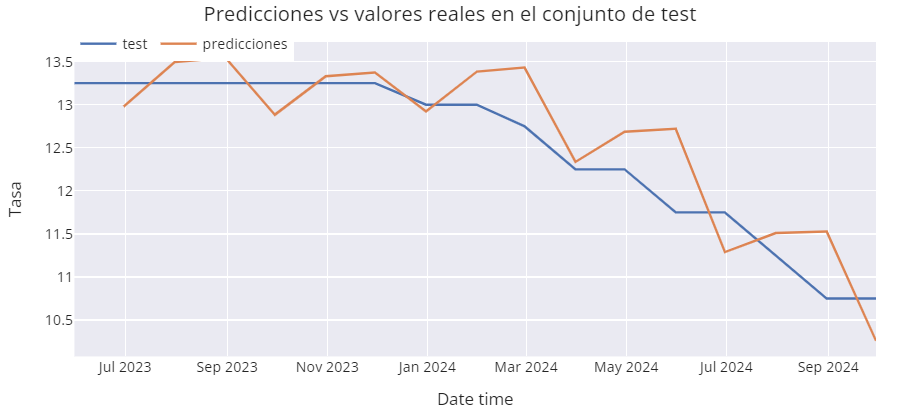 Predicciones vs valores reales en el conjunto de test
test
predicciones
Tasa
13.5
13
12.5
12
11.5
11
10.5
Jul 2023
Sep 2023
Nov 2023
Jan 2024
Mar 2024
May 2024
Jul 2024
Sep 2024
Date time